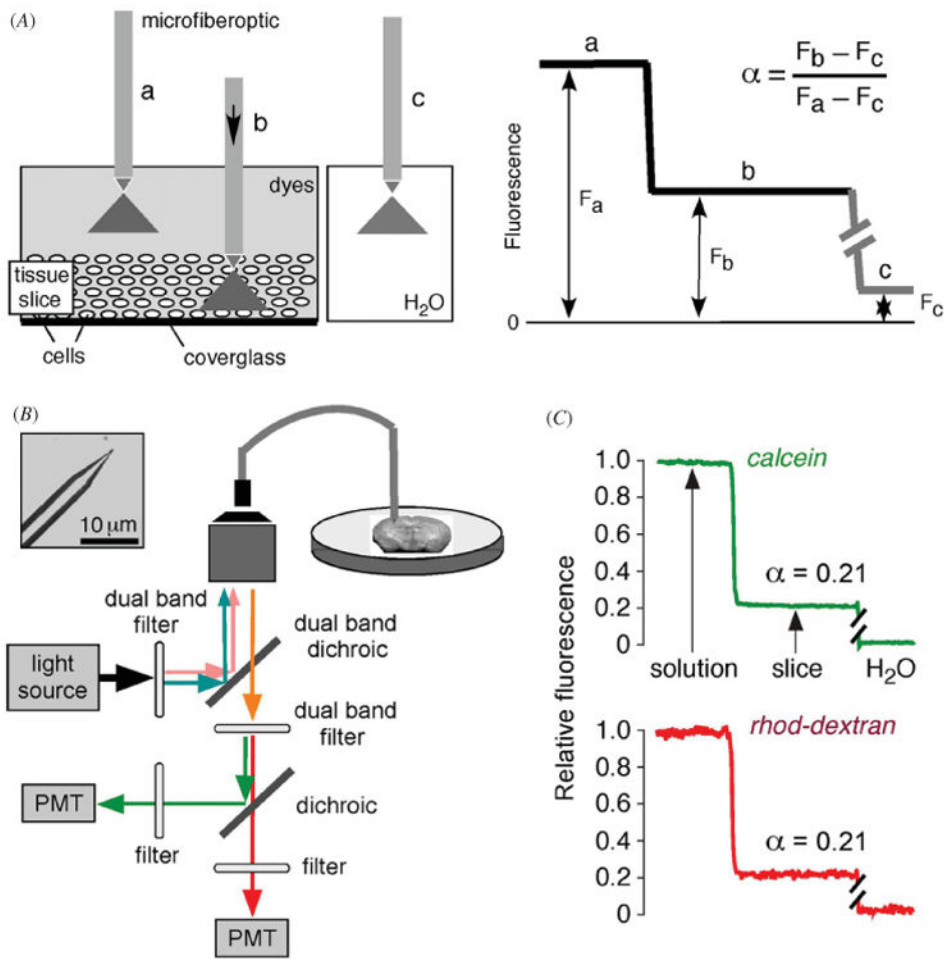 (A)
microfiberoptic
a
b
c
dyes
tissue
slice
H₂O
cells
coverglass
Fluorescence
a
b
c
Fa
Fb
Fc
0
α = Fb − Fc
Fa − Fc
(B)
10 μm
dual band
filter
dual band
dichroic
light
source
dual band
filter
PMT
dichroic
filter
filter
PMT
(C)
Relative fluorescence
calcein
1.0
0.8
0.6
0.4
0.2
0
α = 0.21
solution
slice
H₂O
rhod-dextran
1.0
0.8
0.6
0.4
0.2
0
α = 0.21